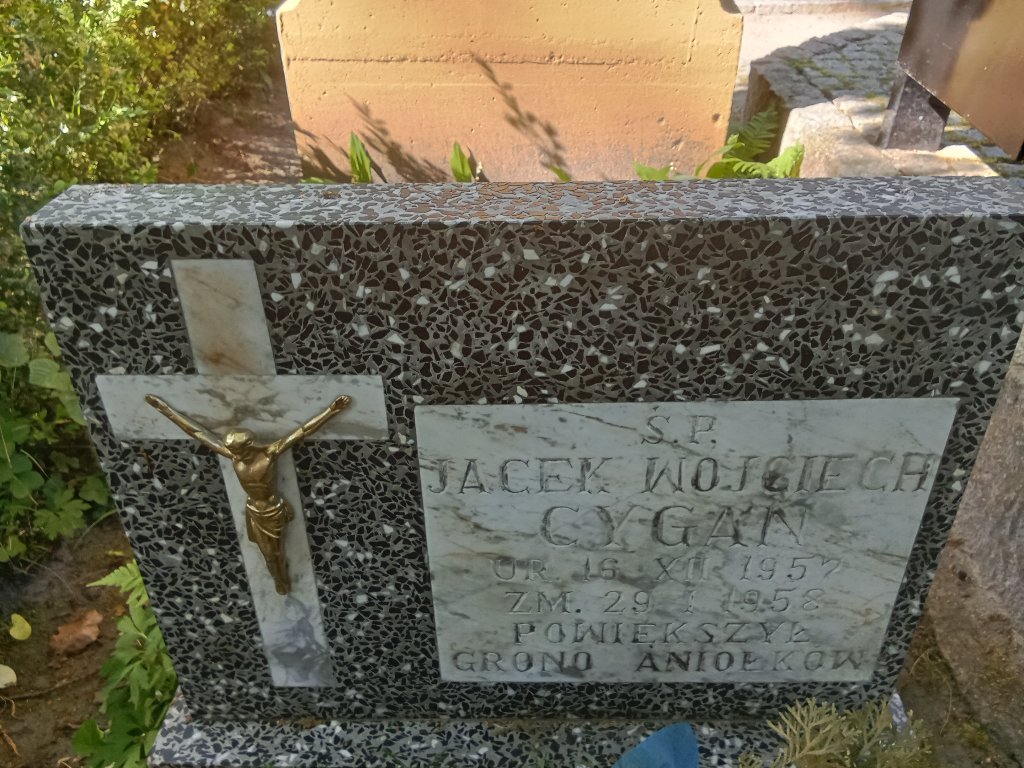 Ś.P.
JACEK WOJCIECH
CYGAN
UR. 16 XII 1957
ZM. 29 I 1958
POWIĘKSZYŁ
GRONO ANIOŁKÓW